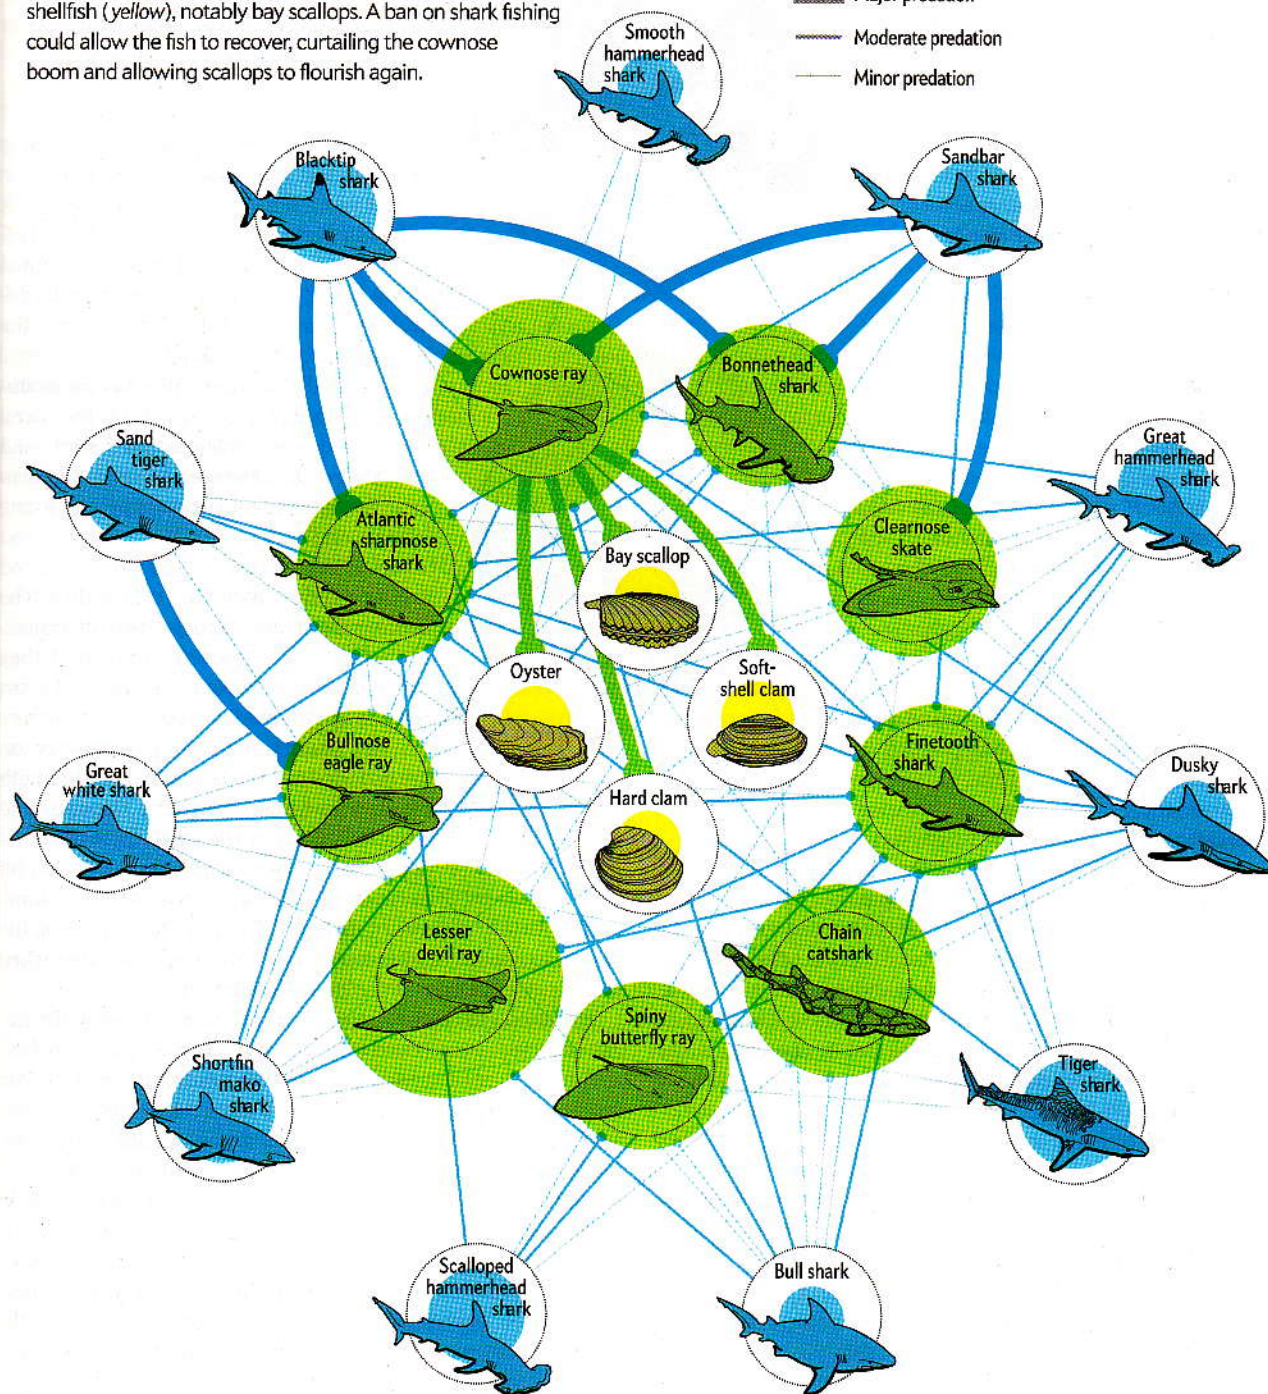 shellfish (yellow), notably bay scallops. A ban on shark fishing
could allow the fish to recover, curtailing the cownose
boom and allowing scallops to flourish again.
Moderate predation
Minor predation
Smooth
hammerhead
shark
Blacktip
shark
Sandbar
shark
Cownose ray
Bonnethead
shark
Sand
tiger
shark
Great
hammerhead
shark
Atlantic
sharpnose
shark
Clearnose
skate
Bay scallop
Oyster
Soft-
shell clam
Bullnose
eagle ray
Finetooth
shark
Great
white shark
Dusky
shark
Hard clam
Lesser
devil ray
Chain
catshark
Spiny
butterfly ray
Shortfin
mako
shark
Tiger
shark
Scalloped
hammerhead
shark
Bull shark